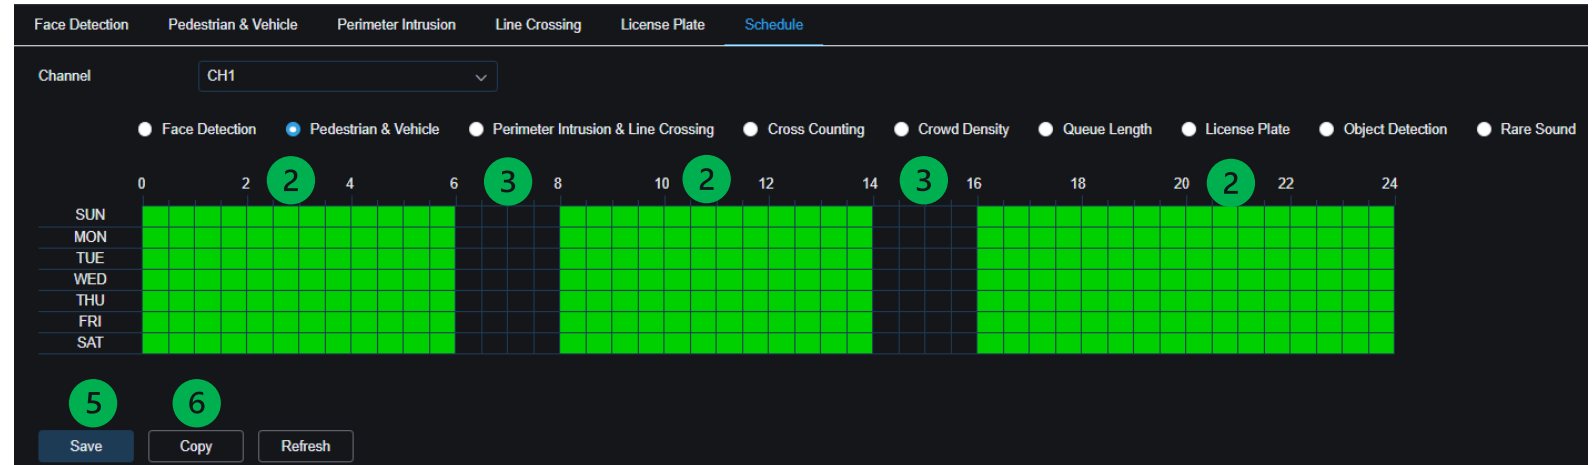 Face Detection Pedestrian & Vehicle Perimeter Intrusion Line Crossing License Plate Schedule
Channel CH1
Face Detection Pedestrian & Vehicle Perimeter Intrusion & Line Crossing Cross Counting Crowd Density Queue Length License Plate Object Detection Rare Sound
0 2 2 4 6 3 8 10 2 12 14 3 16 18 20 2 22 24
SUN
MON
TUE
WED
THU
FRI
SAT
5 6
Save Copy Refresh